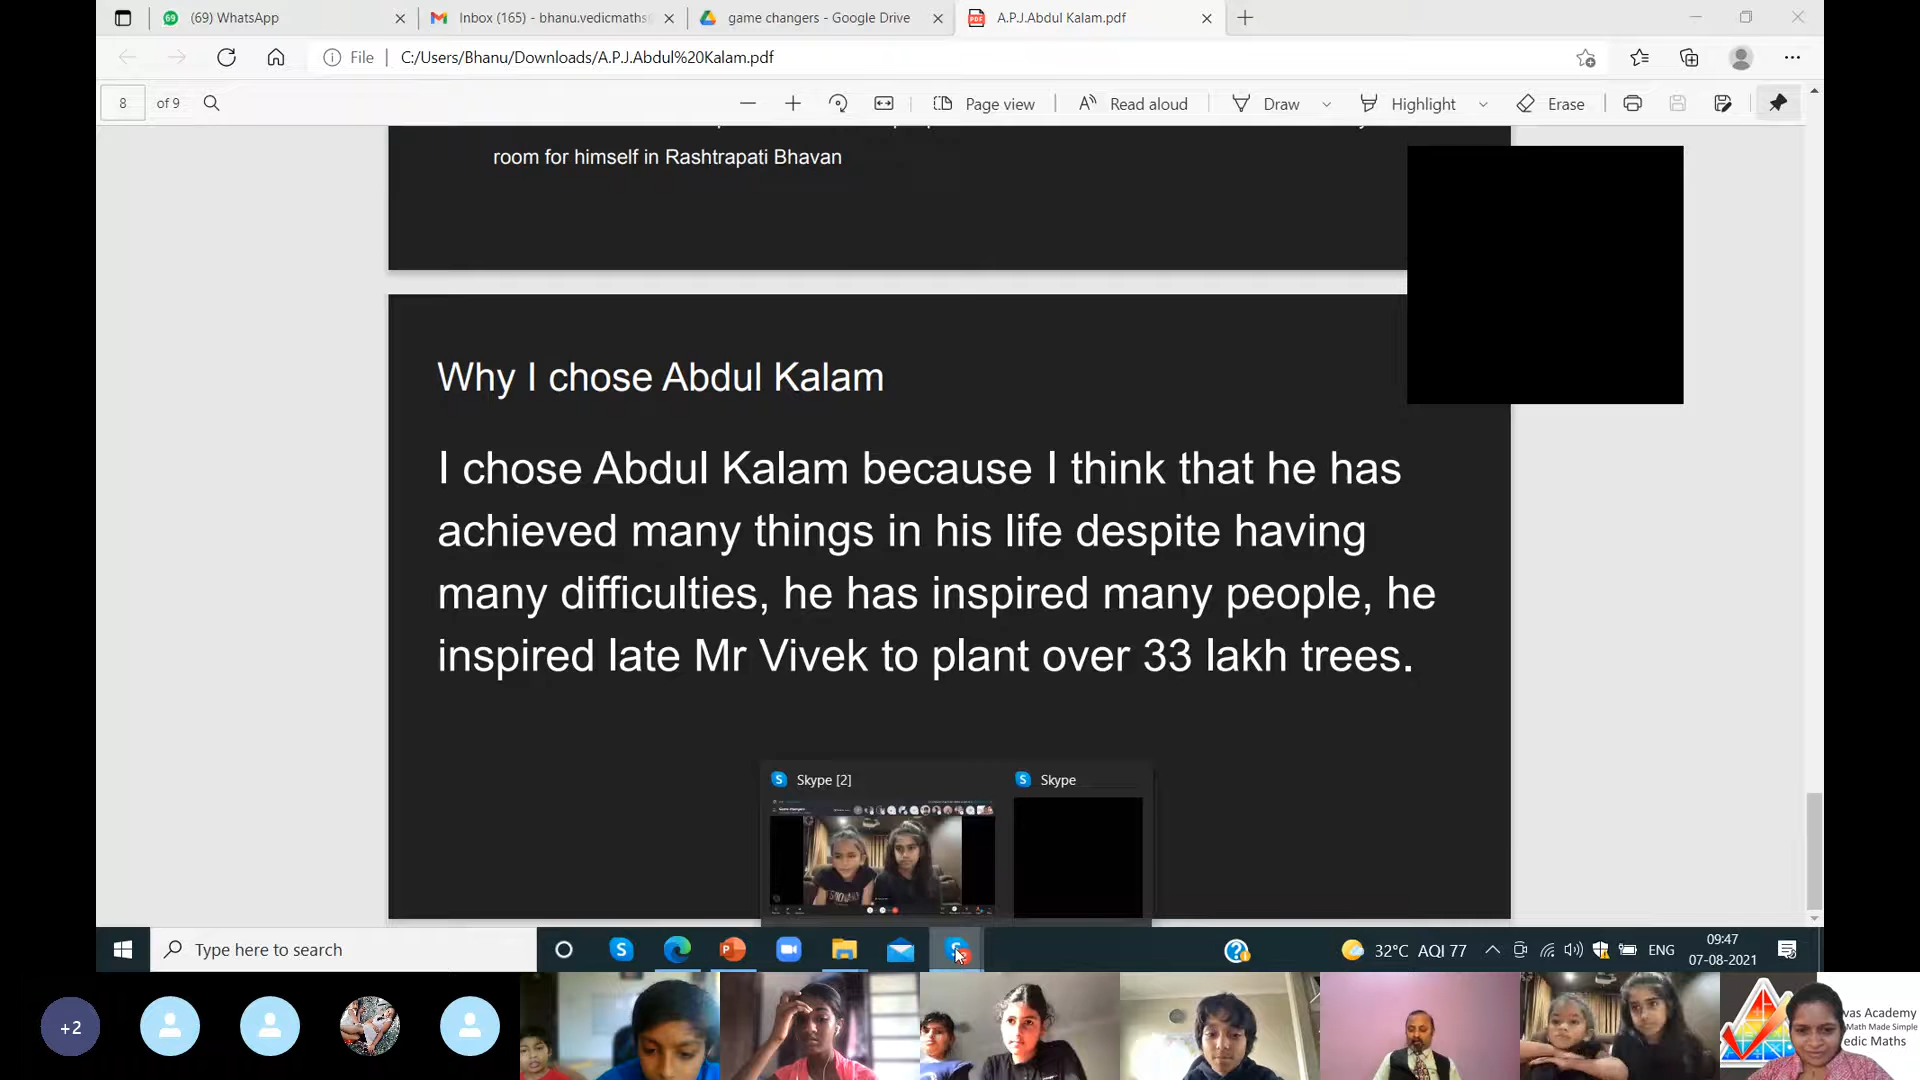 (69) WhatsApp
Inbox (165) - bhanu.vedicmaths
game changers - Google Drive
A.P.J.Abdul Kalam.pdf
File
C:/Users/Bhanu/Downloads/A.P.J.Abdul%20Kalam.pdf
8 of 9
Page view
Read aloud
Draw
Highlight
Erase
room for himself in Rashtrapati Bhavan
Why I chose Abdul Kalam
I chose Abdul Kalam because I think that he has
achieved many things in his life despite having
many difficulties, he has inspired many people, he
inspired late Mr Vivek to plant over 33 lakh trees.
Skype [2]
Skype
Type here to search
32°C AQI 77
ENG
09:47
07-08-2021
+2
vas Academy
Math Made Simple
edic Maths